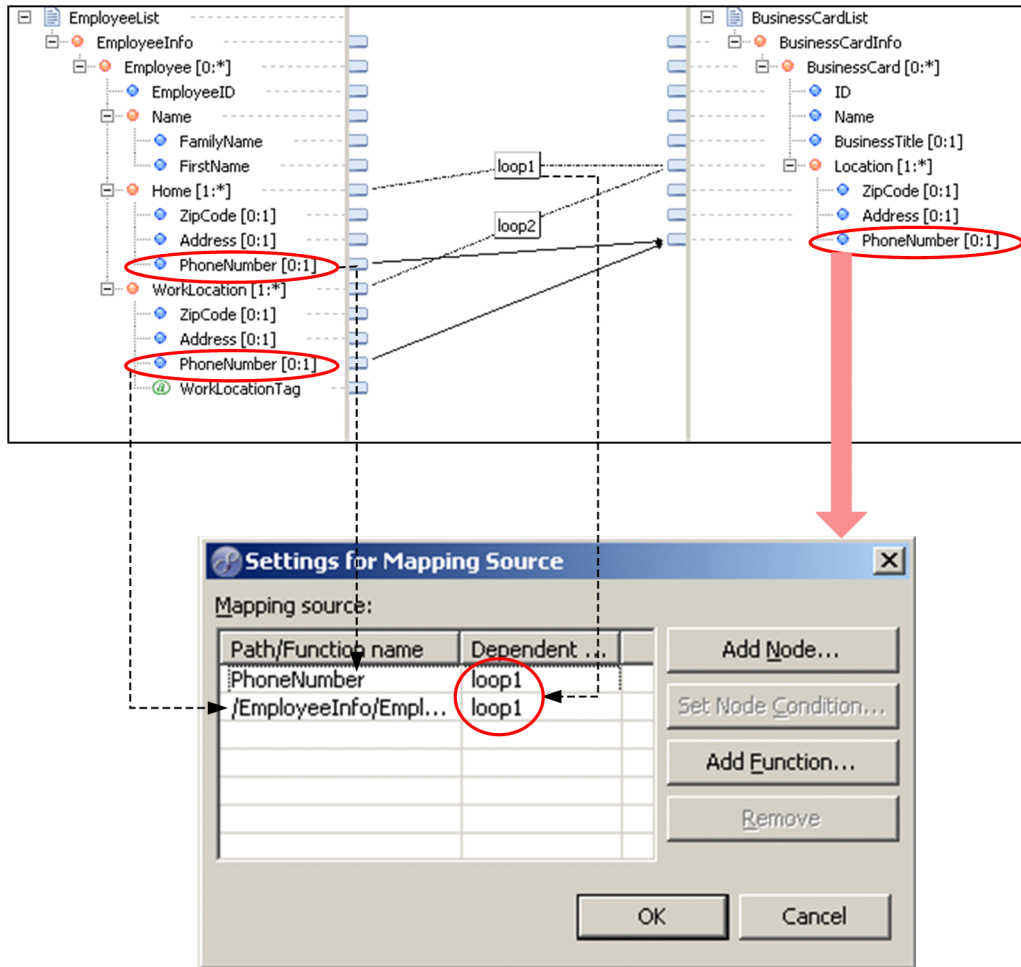 EmployeeList
EmployeeInfo
Employee [0:*]
EmployeeID
Name
FamilyName
FirstName
Home [1:*]
ZipCode [0:1]
Address [0:1]
PhoneNumber [0:1]
WorkLocation [1:*]
ZipCode [0:1]
Address [0:1]
PhoneNumber [0:1]
@ WorkLocationTag
loop1
loop2
BusinessCardList
BusinessCardInfo
BusinessCard [0:*]
ID
Name
BusinessTitle [0:1]
Location [1:*]
ZipCode [0:1]
Address [0:1]
PhoneNumber [0:1]
Settings for Mapping Source
Mapping source:
Path/Function name Dependent ...
PhoneNumber loop1
/EmployeeInfo/Empl... loop1
Add Node...
Set Node Condition...
Add Function...
Remove
OK Cancel